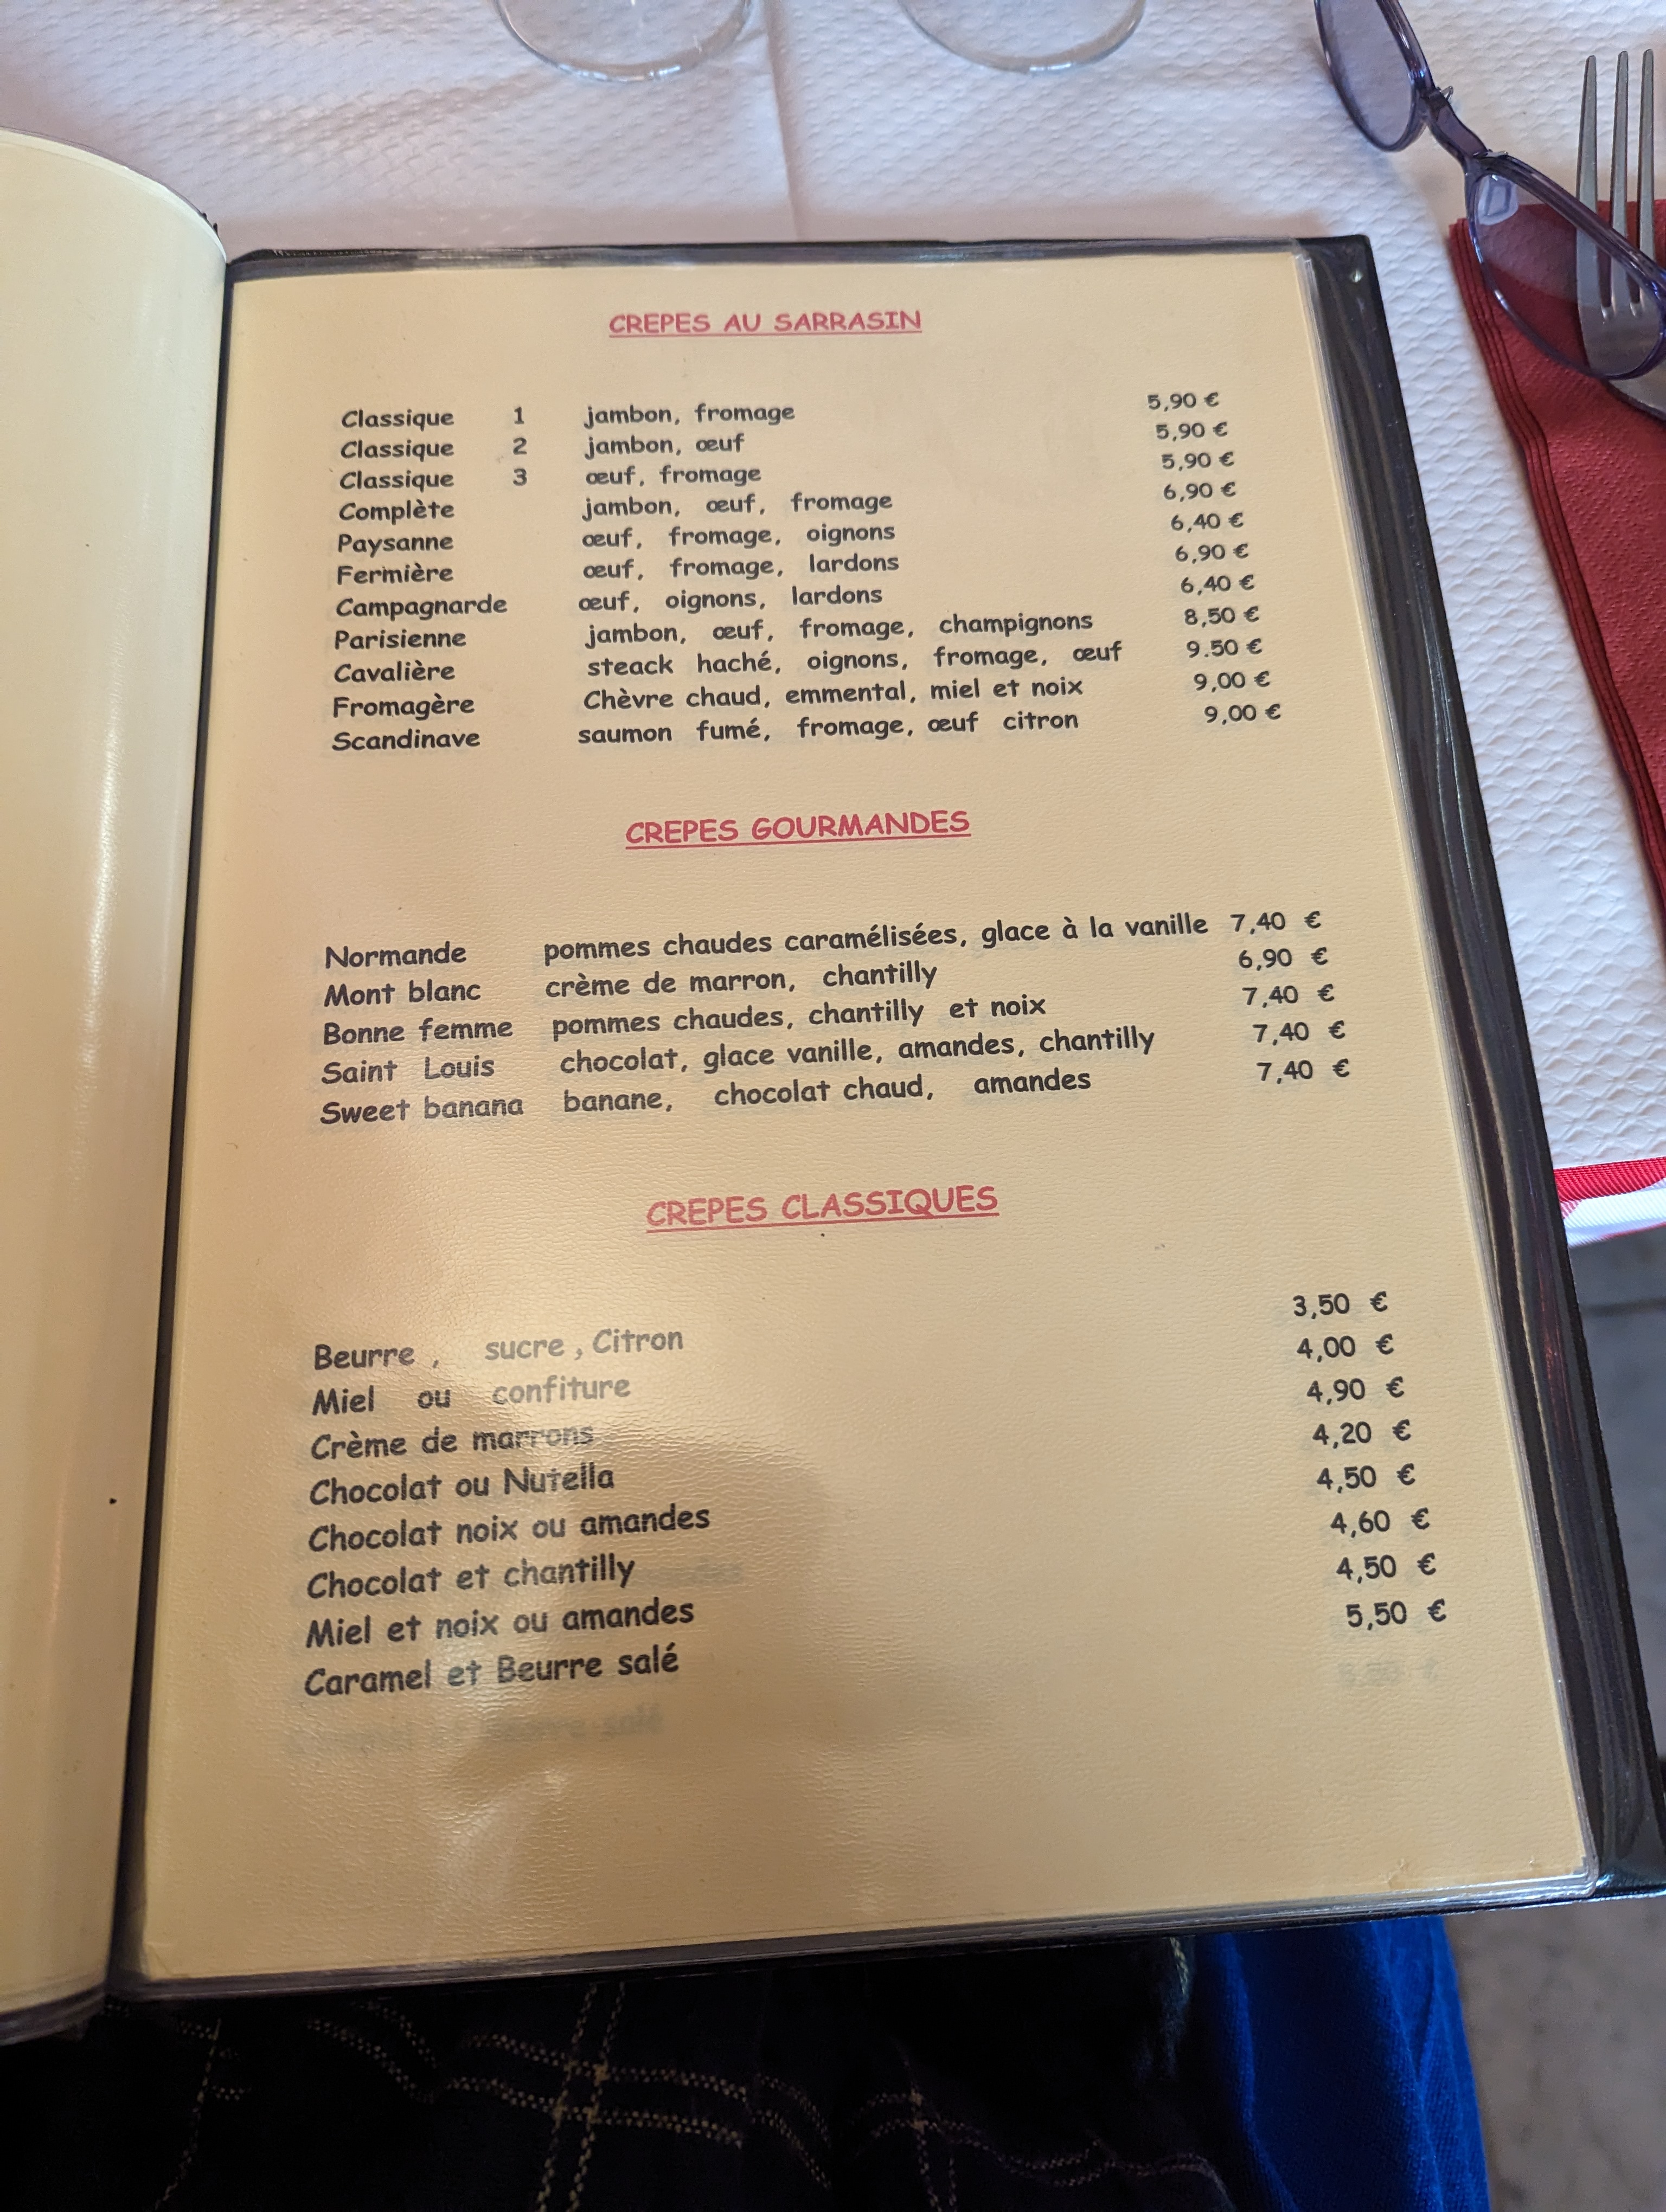 CREPES AU SARRASIN
Classique 1 jambon, fromage 5,90 €
Classique 2 jambon, œuf 5,90 €
Classique 3 œuf, fromage 5,90 €
Complète jambon, œuf, fromage 6,90 €
Paysanne œuf, fromage, oignons 6,40 €
Fermière œuf, fromage, lardons 6,90 €
Campagnarde œuf, oignons, lardons 6,40 €
Parisienne jambon, œuf, fromage, champignons 8,50 €
Cavalière steack haché, oignons, fromage, œuf 9.50 €
Fromagère Chèvre chaud, emmental, miel et noix 9,00 €
Scandinave saumon fumé, fromage, œuf citron 9,00 €
CREPES GOURMANDES
Normande pommes chaudes caramélisées, glace à la vanille 7,40 €
Mont blanc crème de marron, chantilly 6,90 €
Bonne femme pommes chaudes, chantilly et noix 7,40 €
Saint Louis chocolat, glace vanille, amandes, chantilly 7,40 €
Sweet banana banane, chocolat chaud, amandes 7,40 €
CREPES CLASSIQUES
Beurre , sucre , Citron 3,50 €
Miel ou confiture 4,00 €
Crème de marrons 4,90 €
Chocolat ou Nutella 4,20 €
Chocolat noix ou amandes 4,50 €
Chocolat et chantilly 4,60 €
Miel et noix ou amandes 4,50 €
Caramel et Beurre salé 5,50 €